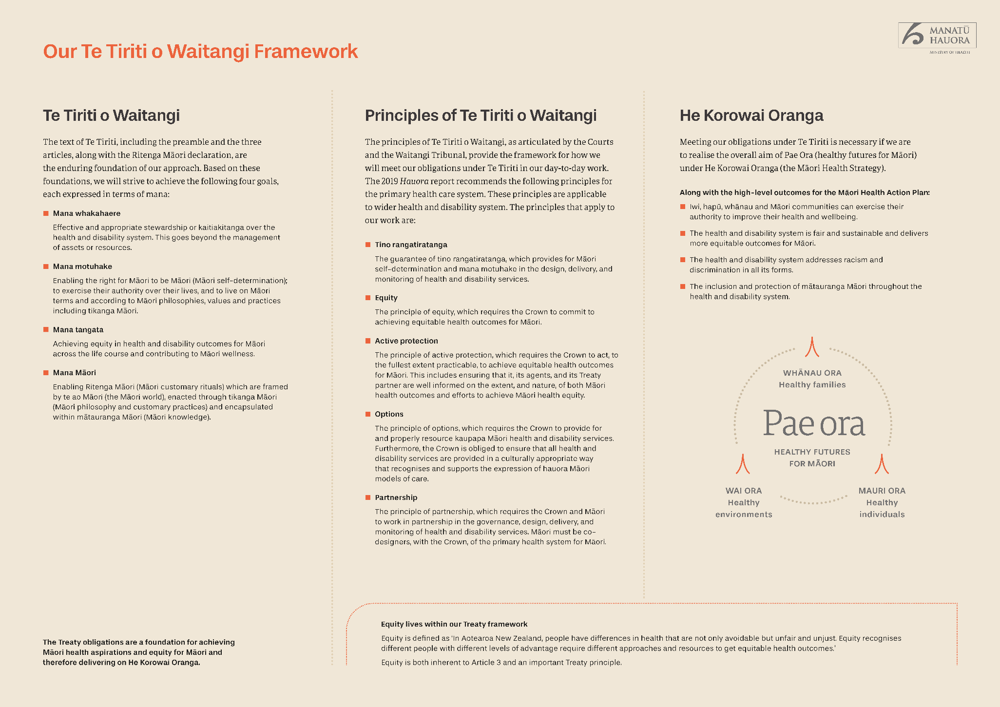 Our Te Tiriti o Waitangi Framework
MANATŪ
HAUORA
MINISTRY OF HEALTH
Te Tiriti o Waitangi
The text of Te Tiriti, including the preamble and the three
articles, along with the Ritenga Māori declaration, are
the enduring foundation of our approach. Based on these
foundations, we will strive to achieve the following four goals,
each expressed in terms of mana:
Mana whakahaere
Effective and appropriate stewardship or kaitiakitanga over the
health and disability system. This goes beyond the management
of assets or resources.
Mana motuhake
Enabling the right for Māori to be Māori (Māori self-determination);
to exercise their authority over their lives, and to live on Māori
terms and according to Māori philosophies, values and practices
including tikanga Māori.
Mana tangata
Achieving equity in health and disability outcomes for Māori
across the life course and contributing to Māori wellness.
Mana Māori
Enabling Ritenga Māori (Māori customary rituals) which are framed
by te ao Māori (the Māori world), enacted through tikanga Māori
(Māori philosophy and customary practices) and encapsulated
within mātauranga Māori (Māori knowledge).
The Treaty obligations are a foundation for achieving
Māori health aspirations and equity for Māori and
therefore delivering on He Korowai Oranga.
Principles of Te Tiriti o Waitangi
The principles of Te Tiriti o Waitangi, as articulated by the Courts
and the Waitangi Tribunal, provide the framework for how we
will meet our obligations under Te Tiriti in our day-to-day work.
The 2019 Hauora report recommends the following principles for
the primary health care system. These principles are applicable
to wider health and disability system. The principles that apply to
our work are:
Tino rangatiratanga
The guarantee of tino rangatiratanga, which provides for Māori
self-determination and mana motuhake in the design, delivery, and
monitoring of health and disability services.
Equity
The principle of equity, which requires the Crown to commit to
achieving equitable health outcomes for Māori.
Active protection
The principle of active protection, which requires the Crown to act, to
the fullest extent practicable, to achieve equitable health outcomes
for Māori. This includes ensuring that it, its agents, and its Treaty
partner are well informed on the extent, and nature, of both Māori
health outcomes and efforts to achieve Māori health equity.
Options
The principle of options, which requires the Crown to provide for
and properly resource kaupapa Māori health and disability services.
Furthermore, the Crown is obliged to ensure that all health and
disability services are provided in a culturally appropriate way
that recognises and supports the expression of hauora Māori
models of care.
Partnership
The principle of partnership, which requires the Crown and Māori
to work in partnership in the governance, design, delivery, and
monitoring of health and disability services. Māori must be co-
designers, with the Crown, of the primary health system for Māori.
He Korowai Oranga
Meeting our obligations under Te Tiriti is necessary if we are
to realise the overall aim of Pae Ora (healthy futures for Māori)
under He Korowai Oranga (the Māori Health Strategy).
Along with the high-level outcomes for the Māori Health Action Plan:
Iwi, hapū, whānau and Māori communities can exercise their
authority to improve their health and wellbeing.
The health and disability system is fair and sustainable and delivers
more equitable outcomes for Māori.
The health and disability system addresses racism and
discrimination in all its forms.
The inclusion and protection of mātauranga Māori throughout the
health and disability system.
WHĀNAU ORA
Healthy families
Pae ora
HEALTHY FUTURES
FOR MĀORI
WAI ORA
Healthy
environments
MAURI ORA
Healthy
individuals
Equity lives within our Treaty framework
Equity is defined as ‘In Aotearoa New Zealand, people have differences in health that are not only avoidable but unfair and unjust. Equity recognises
different people with different levels of advantage require different approaches and resources to get equitable health outcomes.’
Equity is both inherent to Article 3 and an important Treaty principle.